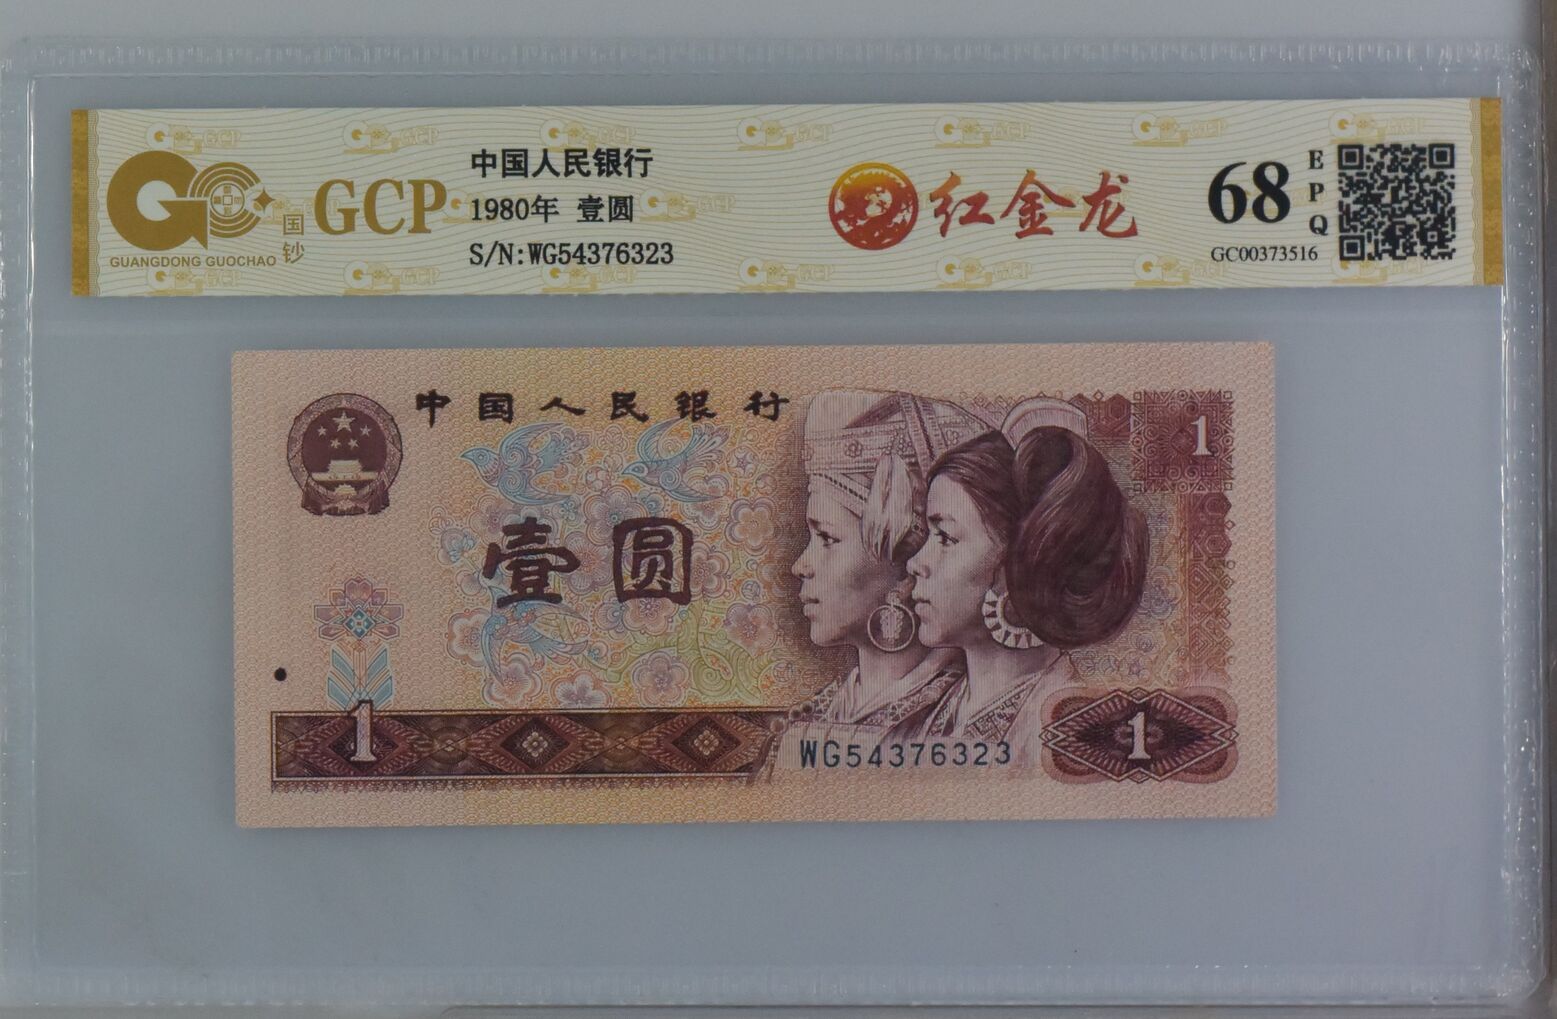 GUANGDONG GUOCHAO
国钞
GCP
中国人民银行
1980年 壹圆
S/N:WG54376323
红金龙
68
EPQ
GC00373516
中国人民银行
1
壹圆
1
WG54376323
1